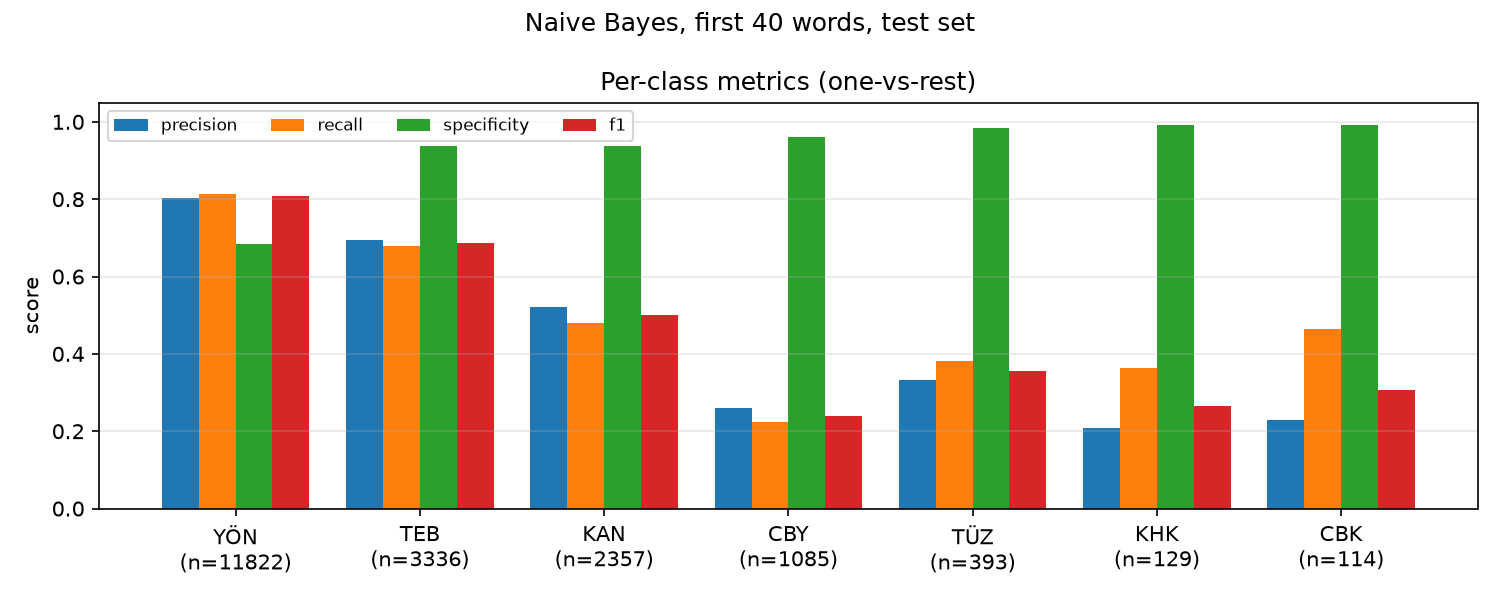 Naive Bayes, first 40 words, test set
Per-class metrics (one-vs-rest)
precision recall specificity f1
score
1.0
0.8
0.6
0.4
0.2
0.0
YÖN TEB KAN CBY TÜZ KHK CBK
(n=11822) (n=3336) (n=2357) (n=1085) (n=393) (n=129) (n=114)